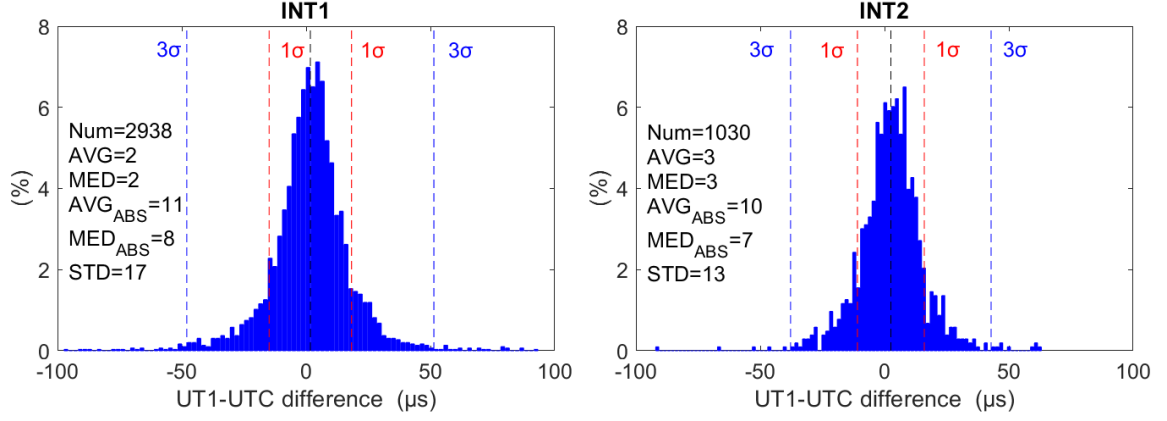 INT1
3σ 1σ 1σ 3σ
Num=2938
AVG=2
MED=2
AVG_ABS=11
MED_ABS=8
STD=17
(%)
8
6
4
2
0
-100 -50 0 50 100
UT1-UTC difference (µs)
INT2
3σ 1σ 1σ 3σ
Num=1030
AVG=3
MED=3
AVG_ABS=10
MED_ABS=7
STD=13
(%)
8
6
4
2
0
-100 -50 0 50 100
UT1-UTC difference (µs)